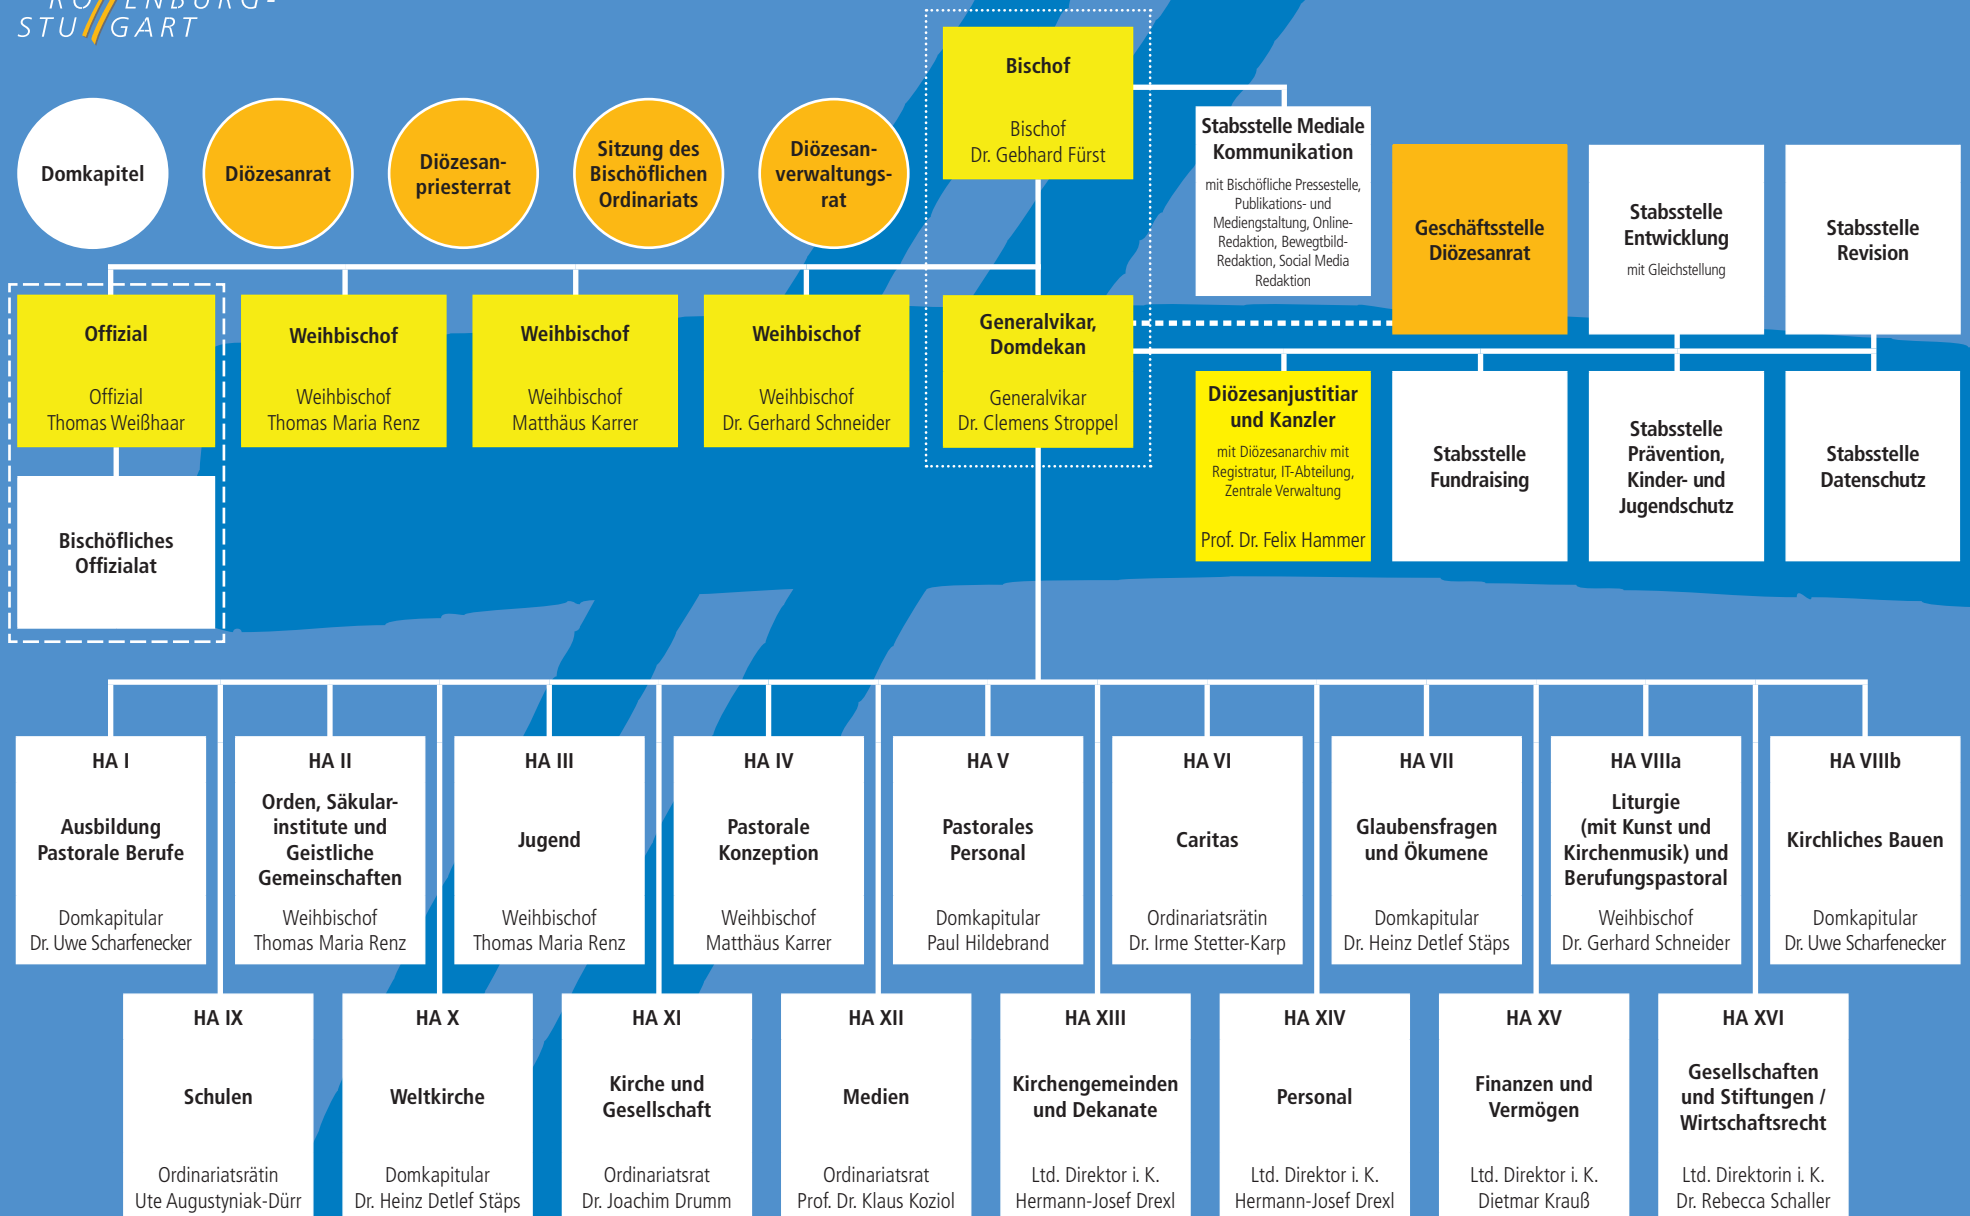 STUTTGART
Bischof
Bischof
Dr. Gebhard Fürst
Domkapitel
Diözesanrat
Diözesan-
priesterrat
Sitzung des
Bischöflichen
Ordinariats
Diözesan-
verwaltungs-
rat
Stabsstelle Mediale
Kommunikation
mit Bischöfliche Pressestelle,
Publikations- und
Mediengstaltung, Online-
Redaktion, Bewegtbild-
Redaktion, Social Media
Redaktion
Geschäftsstelle
Diözesanrat
Stabsstelle
Entwicklung
mit Gleichstellung
Stabsstelle
Revision
Offizial
Offizial
Thomas Weißhaar
Weihbischof
Weihbischof
Thomas Maria Renz
Weihbischof
Weihbischof
Matthäus Karrer
Weihbischof
Weihbischof
Dr. Gerhard Schneider
Generalvikar,
Domdekan
Generalvikar
Dr. Clemens Stroppel
Diözesanjustitiar
und Kanzler
mit Diözesanarchiv mit
Registratur, IT-Abteilung,
Zentrale Verwaltung
Prof. Dr. Felix Hammer
Stabsstelle
Fundraising
Stabsstelle
Prävention,
Kinder- und
Jugendschutz
Stabsstelle
Datenschutz
Bischöfliches
Offizialat
HA I
Ausbildung
Pastorale Berufe
Domkapitular
Dr. Uwe Scharfenecker
HA II
Orden, Säkular-
institute und
Geistliche
Gemeinschaften
Weihbischof
Thomas Maria Renz
HA III
Jugend
Weihbischof
Thomas Maria Renz
HA IV
Pastorale
Konzeption
Weihbischof
Matthäus Karrer
HA V
Pastorales
Personal
Domkapitular
Paul Hildebrand
HA VI
Caritas
Ordinariatsrätin
Dr. Irme Stetter-Karp
HA VII
Glaubensfragen
und Ökumene
Domkapitular
Dr. Heinz Detlef Stäps
HA VIIIa
Liturgie
(mit Kunst und
Kirchenmusik) und
Berufungspastoral
Weihbischof
Dr. Gerhard Schneider
HA VIIIb
Kirchliches Bauen
Domkapitular
Dr. Uwe Scharfenecker
HA IX
Schulen
Ordinariatsrätin
Ute Augustyniak-Dürr
HA X
Weltkirche
Domkapitular
Dr. Heinz Detlef Stäps
HA XI
Kirche und
Gesellschaft
Ordinariatsrat
Dr. Joachim Drumm
HA XII
Medien
Ordinariatsrat
Prof. Dr. Klaus Koziol
HA XIII
Kirchengemeinden
und Dekanate
Ltd. Direktor i. K.
Hermann-Josef Drexl
HA XIV
Personal
Ltd. Direktor i. K.
Hermann-Josef Drexl
HA XV
Finanzen und
Vermögen
Ltd. Direktor i. K.
Dietmar Krauß
HA XVI
Gesellschaften
und Stiftungen /
Wirtschaftsrecht
Ltd. Direktorin i. K.
Dr. Rebecca Schaller